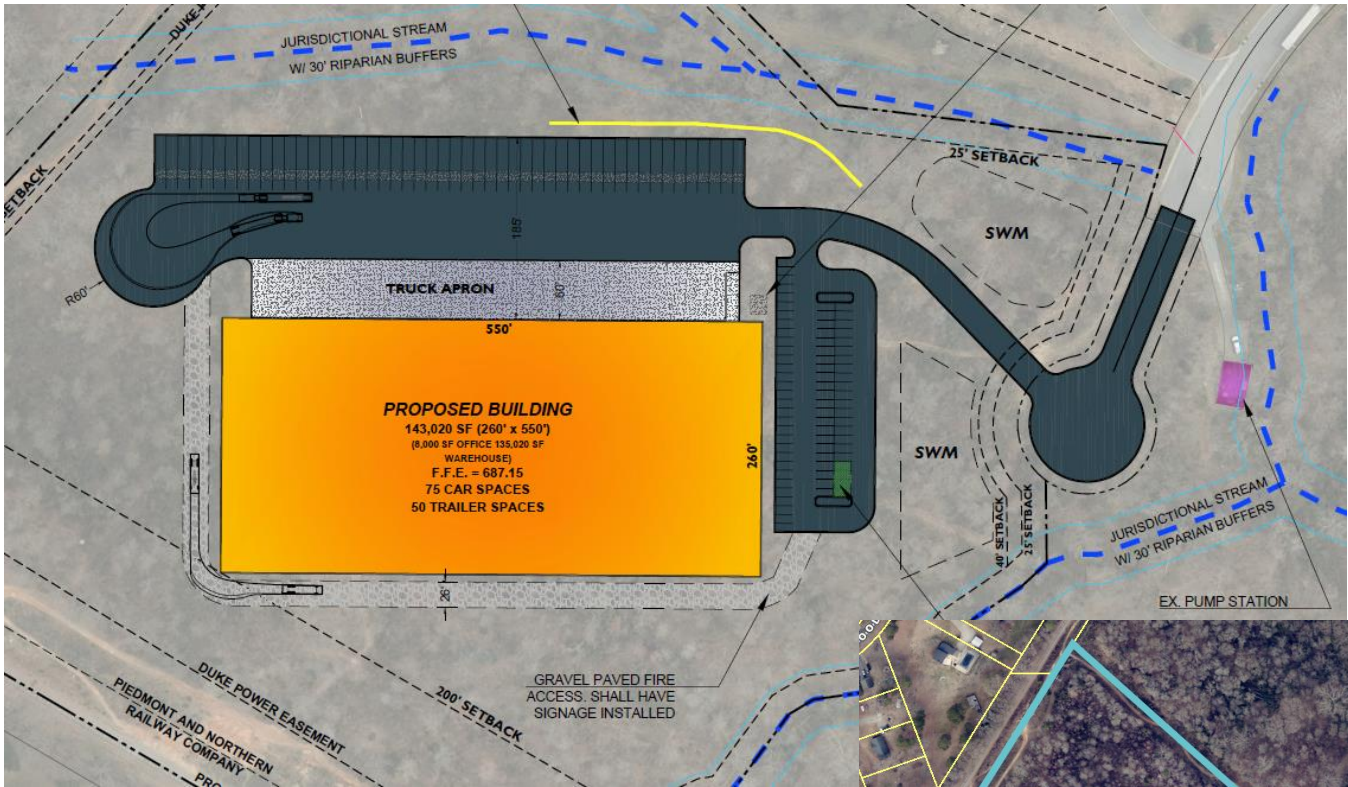 DUKE
JURISDICTIONAL STREAM
W/ 30' RIPARIAN BUFFERS
SETBACK
25' SETBACK
SWM
185'
R60'
TRUCK APRON
60'
550'
PROPOSED BUILDING
143,020 SF (260' x 550')
(8,000 SF OFFICE 135,020 SF
WAREHOUSE)
F.F.E. = 687.15
75 CAR SPACES
50 TRAILER SPACES
260'
SWM
40' SETBACK
25' SETBACK
JURISDICTIONAL STREAM
W/ 30' RIPARIAN BUFFERS
EX. PUMP STATION
26'
GRAVEL PAVED FIRE
ACCESS. SHALL HAVE
SIGNAGE INSTALLED
200' SETBACK
DUKE POWER EASEMENT
PIEDMONT AND NORTHERN
RAILWAY COMPANY